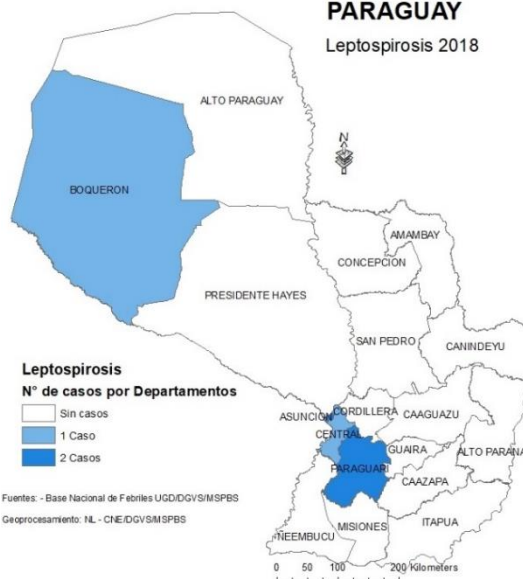 PARAGUAY
Leptospirosis 2018
ALTO PARAGUAY
N
BOQUERON
AMAMBAY
CONCEPCION
PRESIDENTE HAYES
SAN PEDRO
CANINDEYU
Leptospirosis
N° de casos por Departamentos
Sin casos
1 Caso
2 Casos
ASUNCION
CORDILLERA
CAAGUAZU
CENTRAL
GUAIRA
ALTO PARANA
PARAGUARI
CAAZAPA
Fuentes: - Base Nacional de Febriles UGD/DGVS/MSPBS
Geoprocesamiento: NL - CNE/DGVS/MSPBS
MISIONES
ITAPUA
ÑEEMBUCU
0 50 100 200 Kilometers